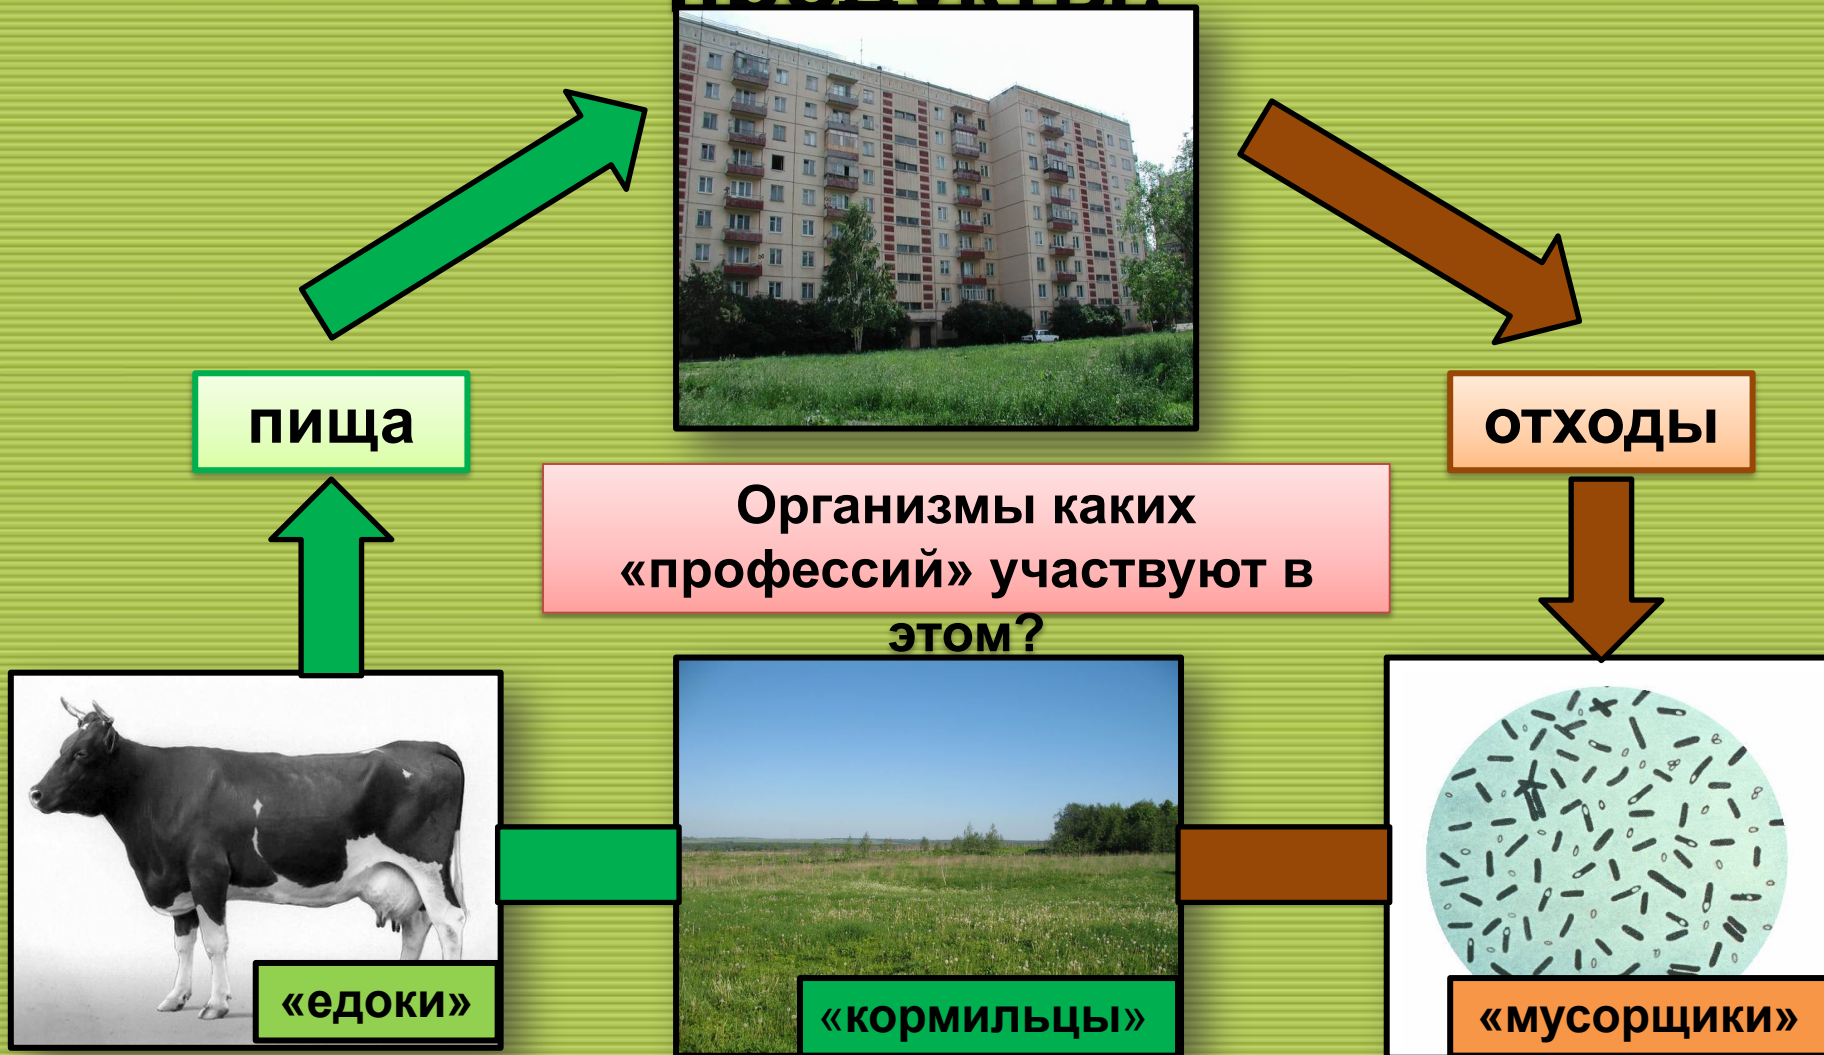 пища
отходы
Организмы каких
«профессий» участвуют в
этом?
«едоки»
«кормильцы»
«мусорщики»